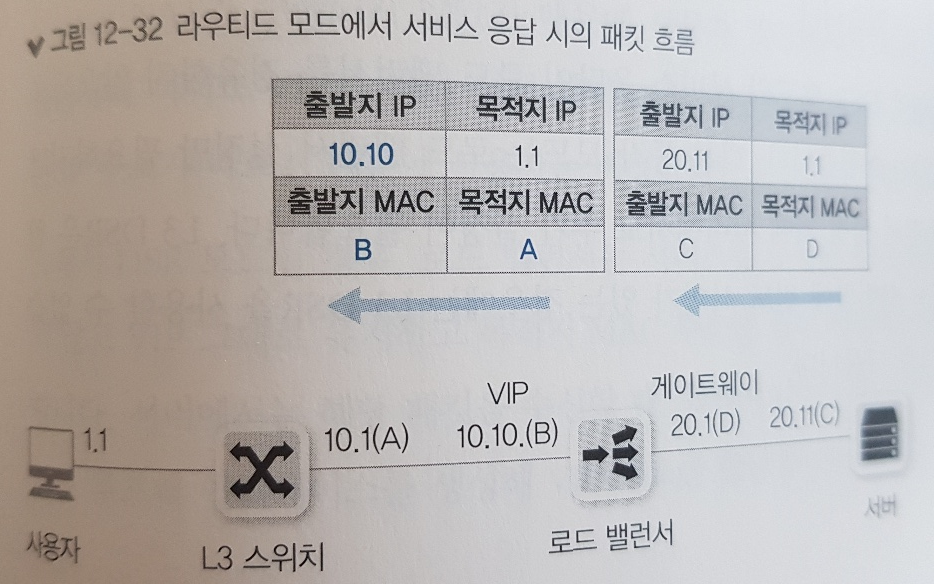 그림 12-32 라우티드 모드에서 서비스 응답 시의 패킷 흐름
출발지 IP 목적지 IP 출발지 IP 목적지 IP
10.10 1.1 20.11 1.1
출발지 MAC 목적지 MAC 출발지 MAC 목적지 MAC
B A C D
VIP 게이트웨이
1.1 10.1(A) 10.10.(B) 20.1(D) 20.11(C)
사용자 L3 스위치 로드 밸런서 서버